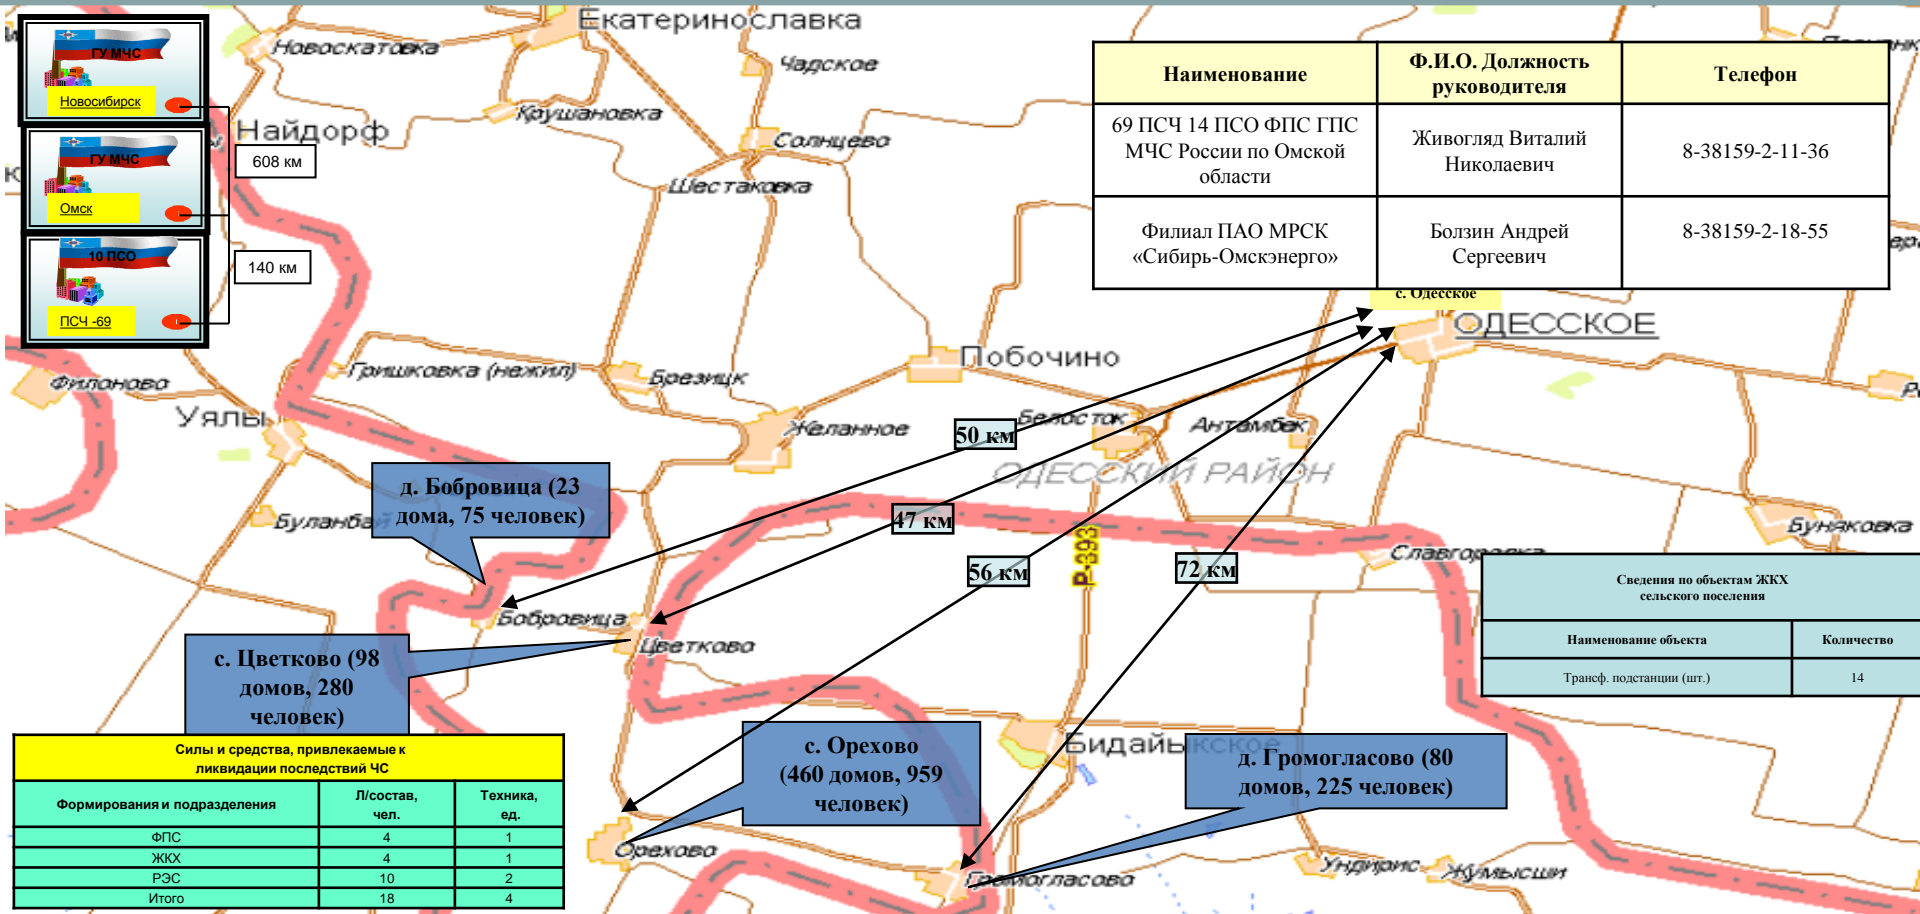 Екатеринославка
Новоскатовка
Чадское
Крушановка
Найдорф
Солнцево
Шестаковка
ГУ МЧС
Новосибирск
608 км
ГУ МЧС
Омск
140 км
10 ПСО
ПСЧ -69
Наименование
Ф.И.О. Должность
руководителя
Телефон
69 ПСЧ 14 ПСО ФПС ГПС
МЧС России по Омской
области
Живогляд Виталий
Николаевич
8-38159-2-11-36
Филиал ПАО МРСК
«Сибирь-Омскэнерго»
Болзин Андрей
Сергеевич
8-38159-2-18-55
с. Одесское
ОДЕССКОЕ
Побочино
Филоново
Гришковка (нежил)
Брезицк
Уялы
Желанное
Белосток
Антамбек
50 км
ОДЕССКИЙ РАЙОН
д. Бобровица (23
дома, 75 человек)
Буланбай
47 км
Р-393
Буняковка
Славгородка
56 км
72 км
Сведения по объектам ЖКХ
сельского поселения
Наименование объекта
Количество
Трансф. подстанции (шт.)
14
Бобровица
Цветково
с. Цветково (98
домов, 280
человек)
Бидайыкское
с. Орехово
(460 домов, 959
человек)
д. Громогласово (80
домов, 225 человек)
Силы и средства, привлекаемые к
ликвидации последствий ЧС
Формирования и подразделения
Л/состав,
чел.
Техника,
ед.
ФПС 4 1
ЖКХ 4 1
РЭС 10 2
Итого 18 4
Орехово
Громогласово
Ундирис
Жумысши